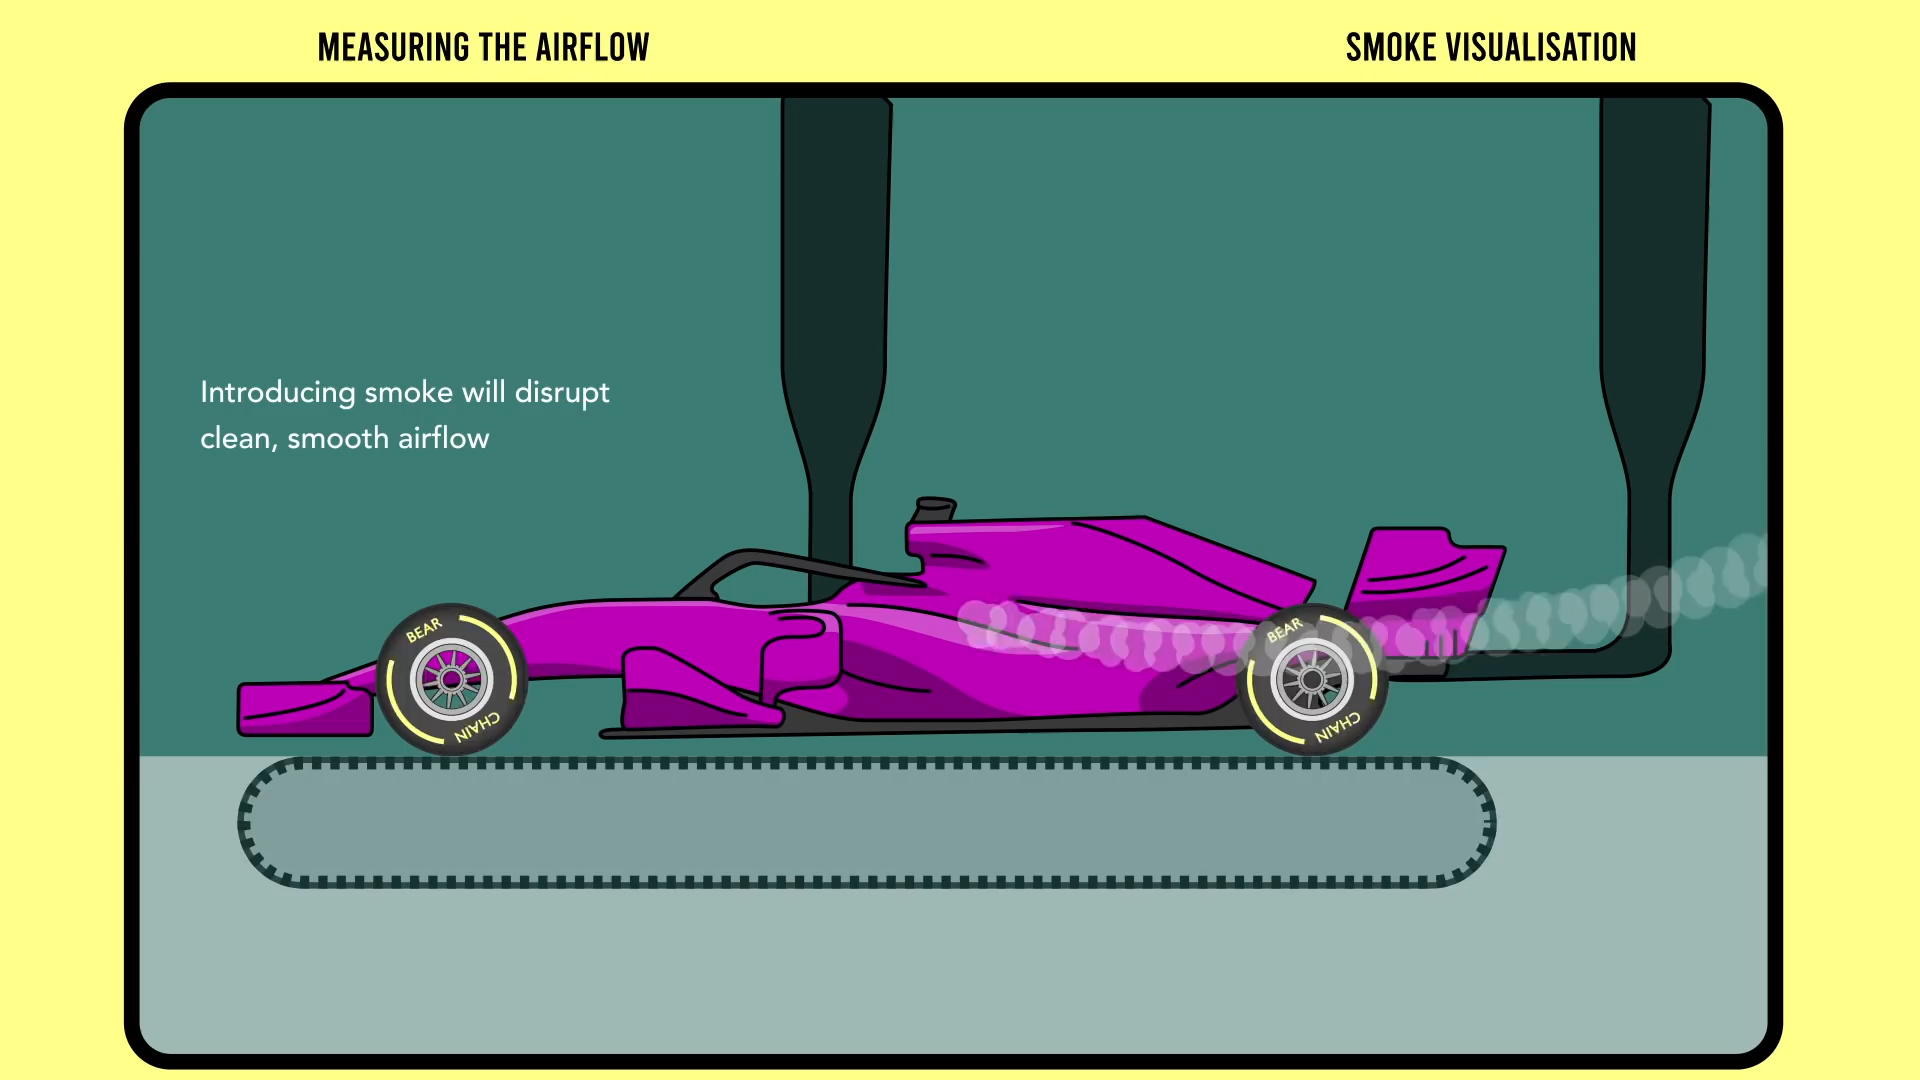 MEASURING THE AIRFLOW
SMOKE VISUALISATION
Introducing smoke will disrupt
clean, smooth airflow
BEAR
CHAIN
BEAR
CHAIN